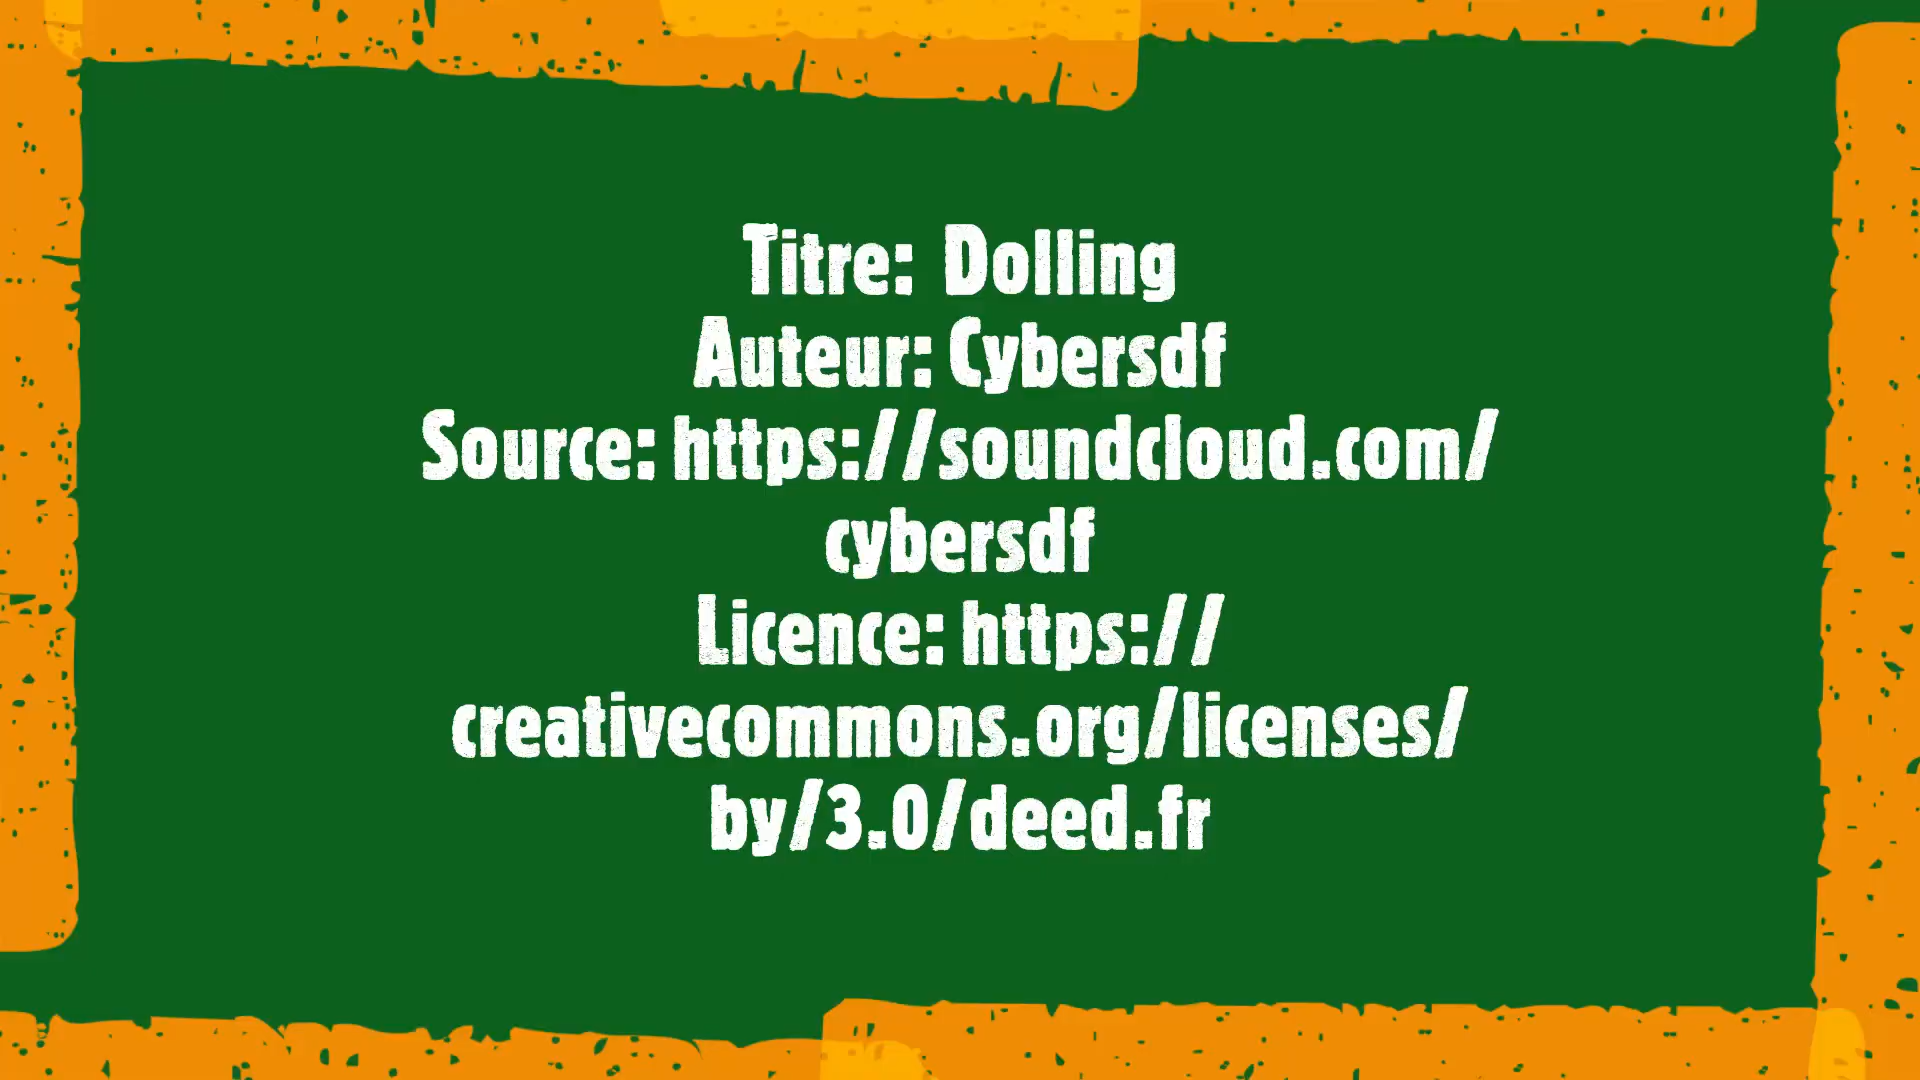 Titre: Dolling
Auteur: Cybersdf
Source: https://soundcloud.com/
cybersdf
Licence: https://
creativecommons.org/licenses/
by/3.0/deed.fr